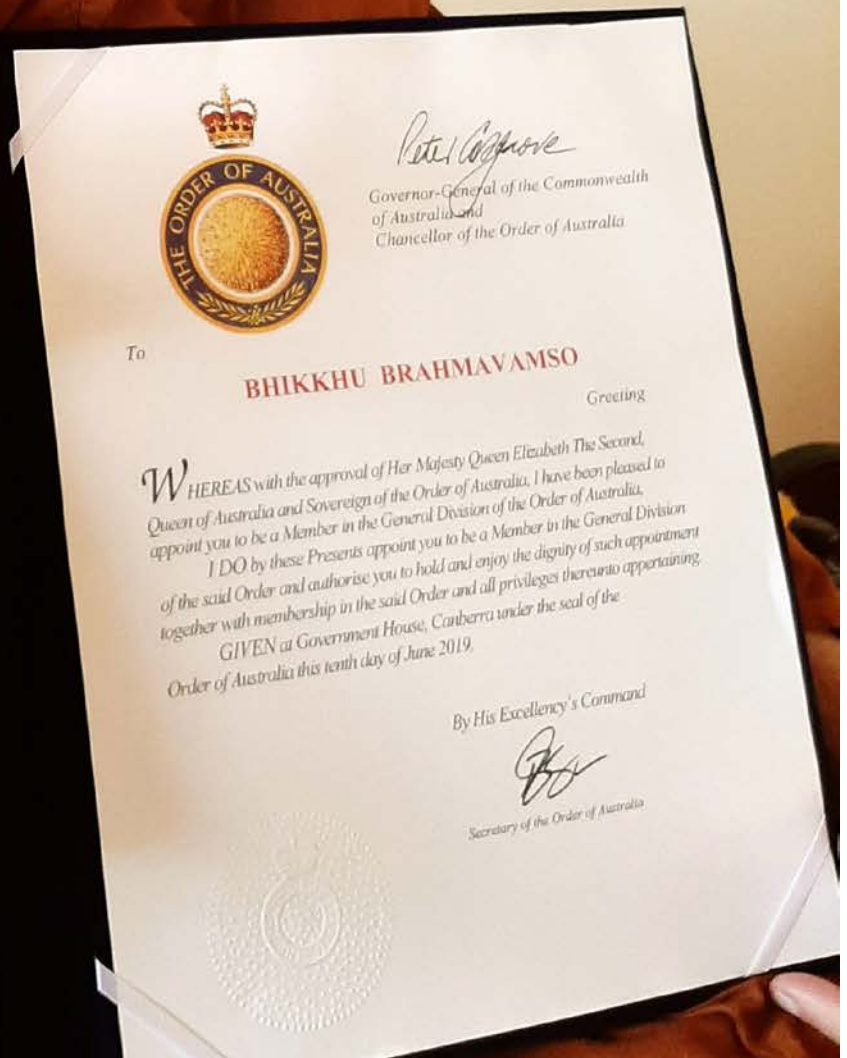 THE ORDER OF AUSTRALIA
Peter Cosgrove
Governor-General of the Commonwealth
of Australia and
Chancellor of the Order of Australia
To
BHIKKHU BRAHMAVAMSO
Greeting
WHEREAS with the approval of Her Majesty Queen Elizabeth The Second,
Queen of Australia and Sovereign of the Order of Australia, I have been pleased to
appoint you to be a Member in the General Division of the Order of Australia,
I DO by these Presents appoint you to be a Member in the General Division
of the said Order and authorise you to hold and enjoy the dignity of such appointment
together with membership in the said Order and all privileges thereunto appertaining
GIVEN at Government House, Canberra under the seal of the
Order of Australia this tenth day of June 2019.
By His Excellency's Command
Secretary of the Order of Australia